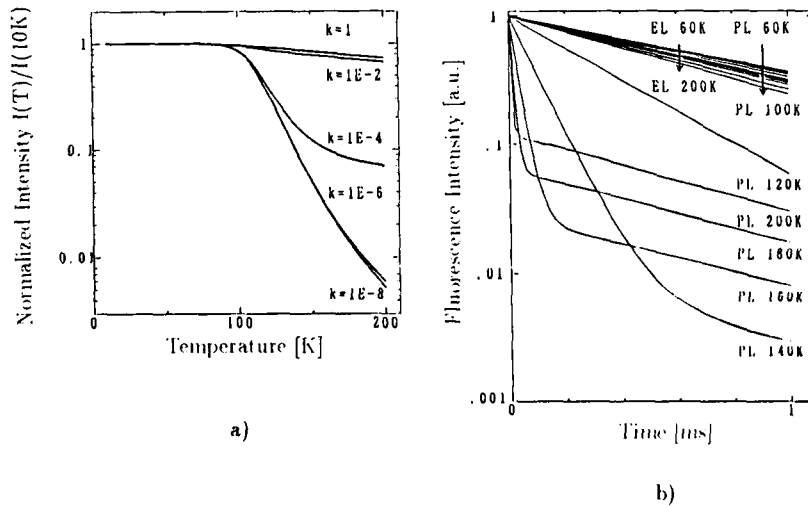 Normalized Intensity I(T)/I(10K)
1
0.1
0.01
k=1
k=1E-2
k=1E-4
k=1E-6
k=1E-8
0
100
200
Temperature [K]
a)
Fluorescence Intensity [a.u.]
1
.1
.01
.001
EL 60K
PL 60K
EL 200K
PL 100K
PL 120K
PL 200K
PL 180K
PL 160K
PL 140K
0
1
Time [ms]
b)